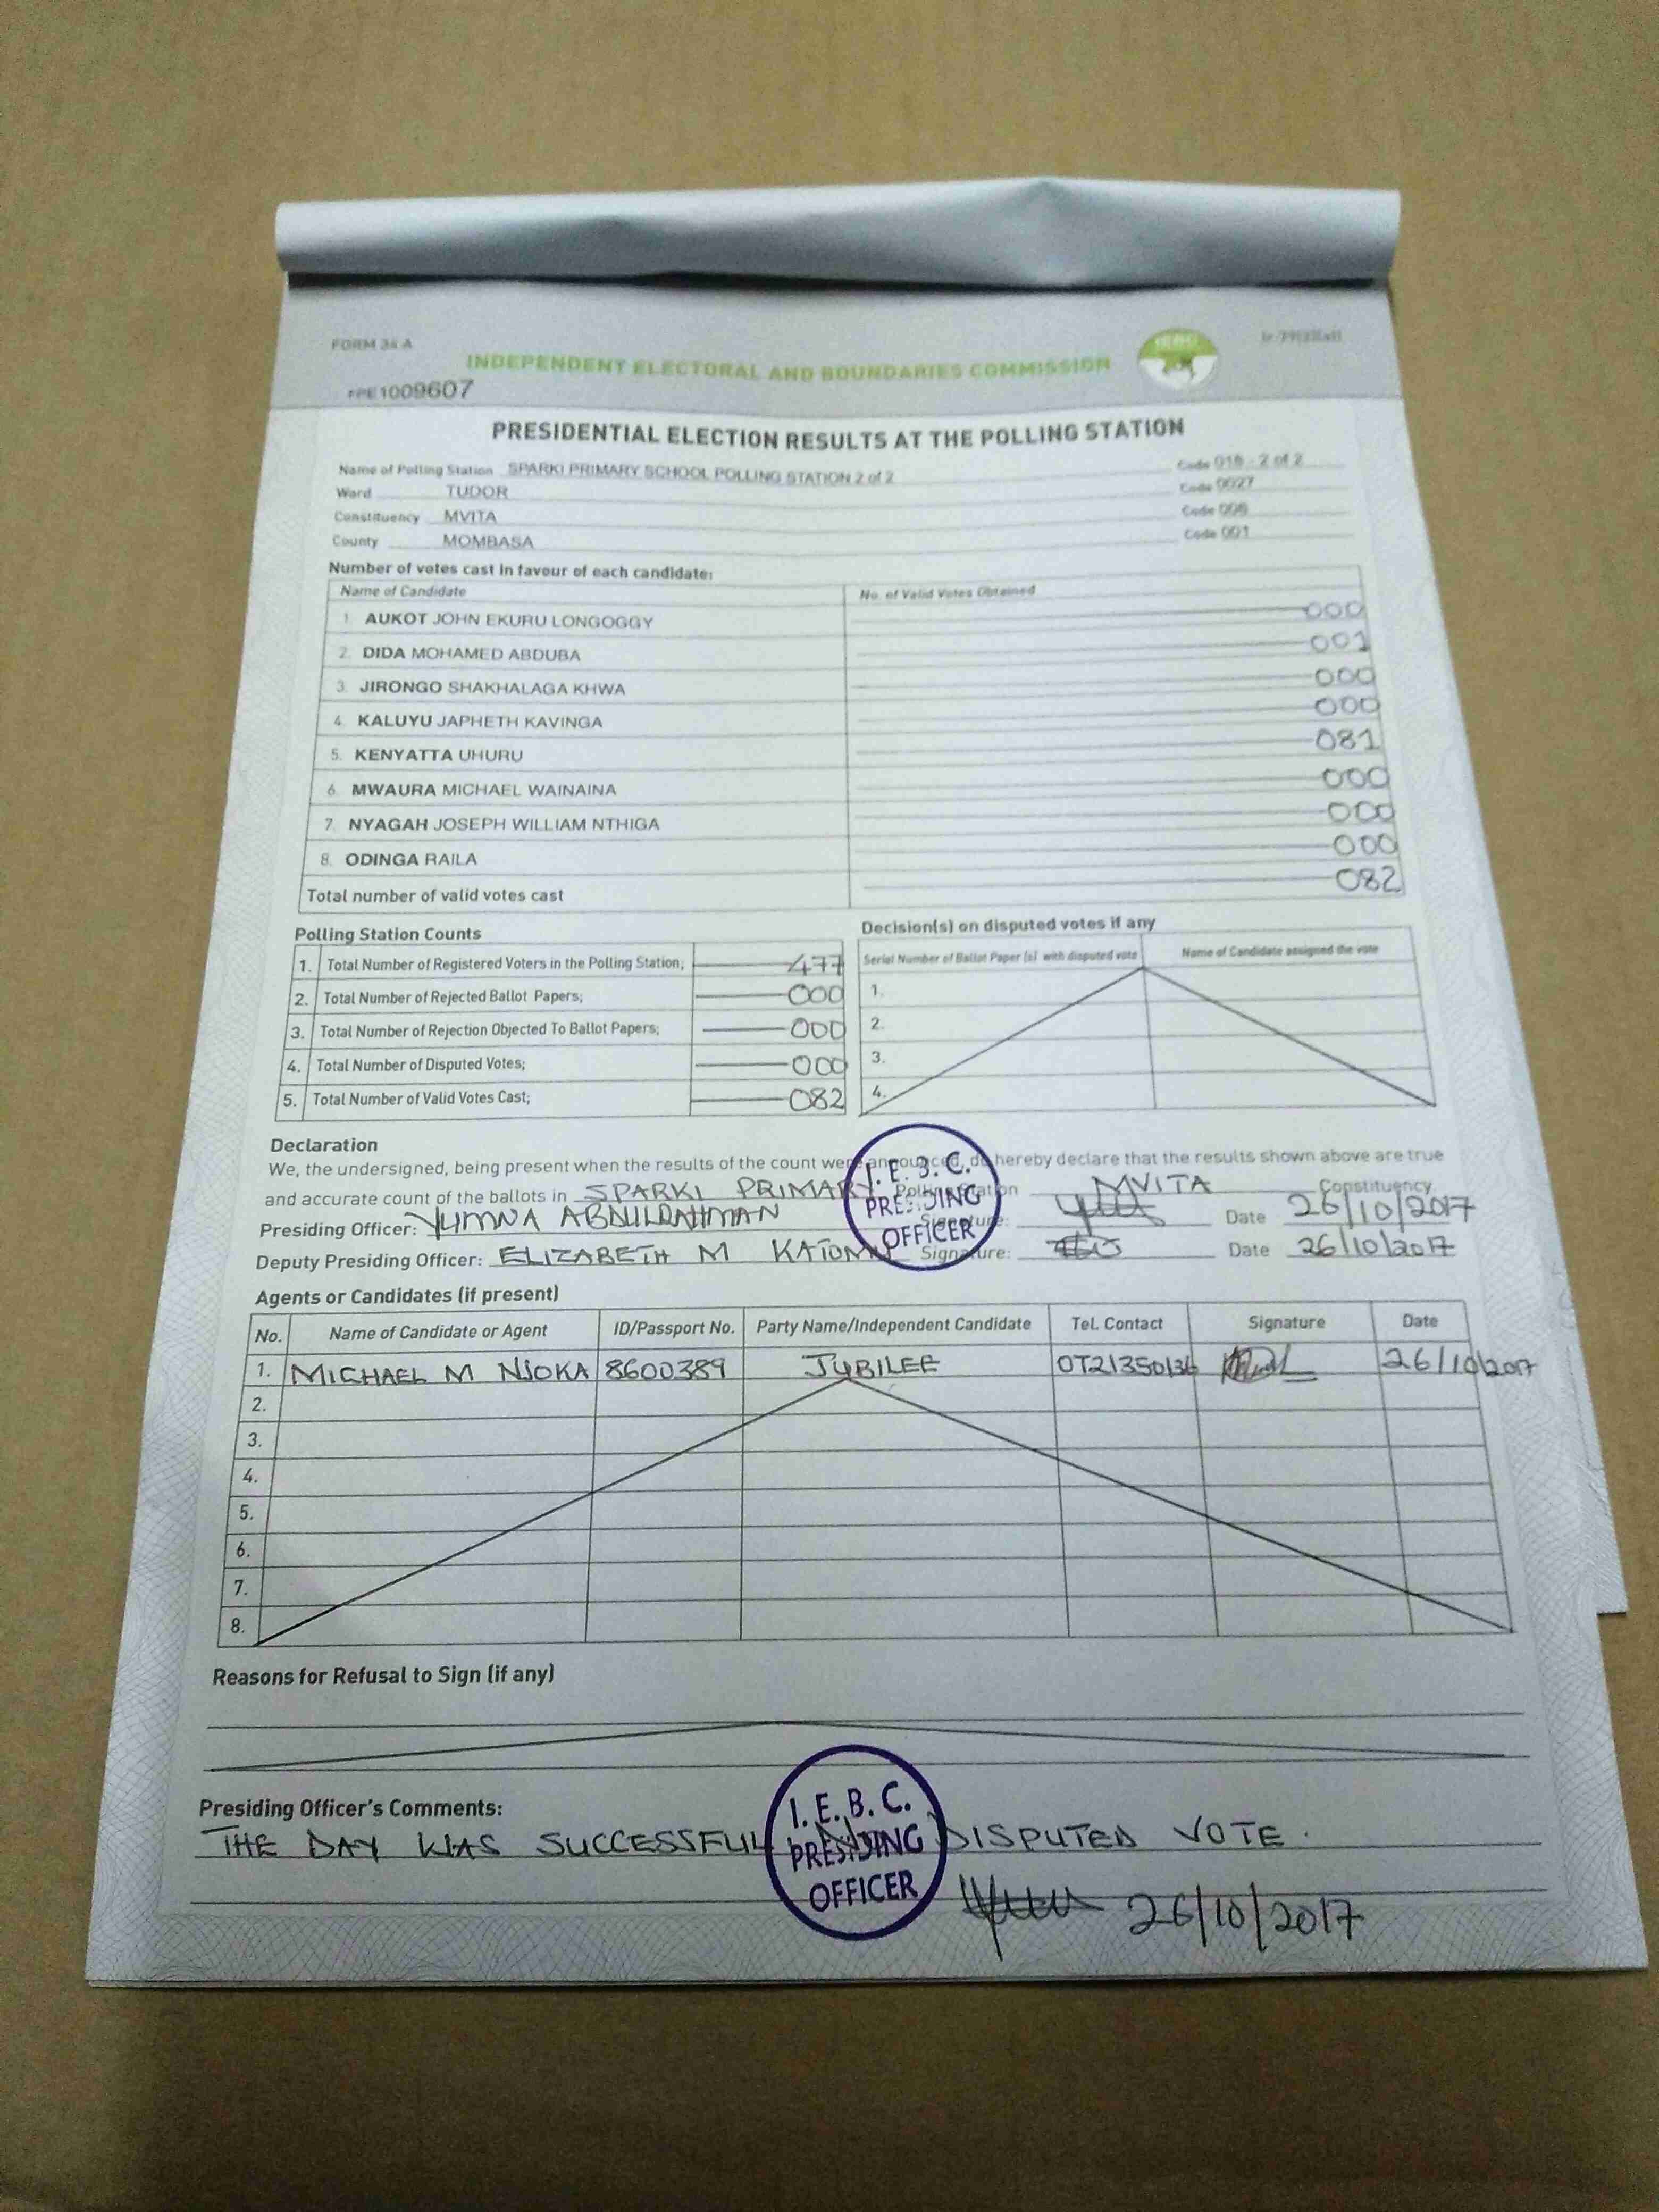 FORM 34 A
INDEPENDENT ELECTORAL AND BOUNDARIES COMMISSION
1009607
PRESIDENTIAL ELECTION RESULTS AT THE POLLING STATION
Name of Polling Station SPARKI PRIMARY SCHOOL POLLING STATION 2 of 2 Code 018 - 2 of 2
Ward TUDOR Code 0027
Constituency MVITA Code 006
County MOMBASA Code 001
Number of votes cast in favour of each candidate:
Name of Candidate No. of Valid Votes Obtained
1. AUKOT JOHN EKURU LONGOGGY 000
2. DIDA MOHAMED ABDUBA 001
3. JIRONGO SHAKHALAGA KHWA 000
4. KALUYU JAPHETH KAVINGA 000
5. KENYATTA UHURU 081
6. MWAURA MICHAEL WAINAINA 000
7. NYAGAH JOSEPH WILLIAM NTHIGA 000
8. ODINGA RAILA 000
Total number of valid votes cast 082
Polling Station Counts
1. Total Number of Registered Voters in the Polling Station; 477
2. Total Number of Rejected Ballot Papers; 000
3. Total Number of Rejection Objected To Ballot Papers; 000
4. Total Number of Disputed Votes; 000
5. Total Number of Valid Votes Cast; 082
Decision(s) on disputed votes if any
Serial Number of Ballot Paper (s) with disputed vote Name of Candidate assigned the vote
1.
2.
3.
4.
Declaration
We, the undersigned, being present when the results of the count were announced, do hereby declare that the results shown above are true
and accurate count of the ballots in SPARKI PRIMARY Polling Station MVITA Constituency
Presiding Officer: YUMNA ABDULRAHMAN Signature: Date 26/10/2017
Deputy Presiding Officer: ELIZABETH M Signature: Date 26/10/2017
I. E. B. C.
PRESIDING
OFFICER
Agents or Candidates (if present)
No. Name of Candidate or Agent ID/Passport No. Party Name/Independent Candidate Tel. Contact Signature Date
1. MICHAEL M NJOKA 8600389 JUBILEE 0721350136 26/10/2017
2.
3.
4.
5.
6.
7.
8.
Reasons for Refusal to Sign (if any)
Presiding Officer's Comments:
THE DAY WAS SUCCESSFUL DISPUTED VOTE.
I. E. B. C.
PRESIDING
OFFICER
26/10/2017